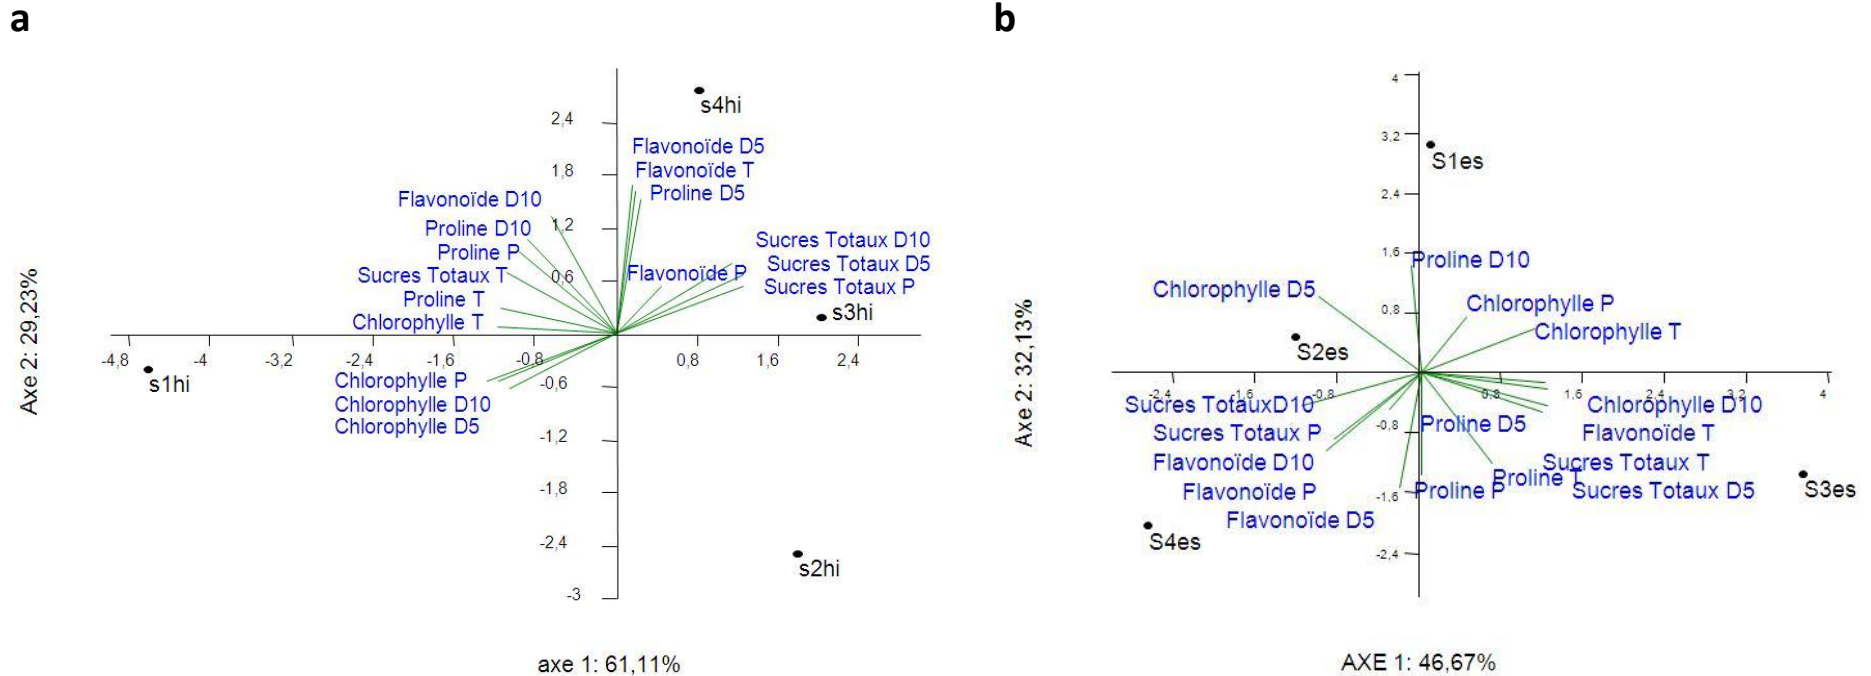 a
s4hi
2,4
Flavonoïde D5
1,8
Flavonoïde T
Proline D5
Flavonoïde D10
1,2
Proline D10
Proline P
Sucres Totaux D10
Sucres Totaux D5
Sucres Totaux P
Sucres Totaux T
0,6
Flavonoïde P
Proline T
Chlorophylle T
s3hi
-4,8
-4
-3,2
-2,4
-1,6
-0,8
0,8
1,6
2,4
s1hi
Chlorophylle P
-0,6
Chlorophylle D10
Chlorophylle D5
-1,2
-1,8
-2,4
s2hi
-3
Axe 2: 29,23%
axe 1: 61,11%
b
4
3,2
S1es
2,4
1,6
Proline D10
Chlorophylle D5
Chlorophylle P
0,8
Chlorophylle T
S2es
-2,4
-1,6
-0,8
0,8
1,6
2,4
3,2
4
Sucres TotauxD10
Chlorophylle D10
-0,8
Proline D5
Sucres Totaux P
Flavonoïde T
Flavonoïde D10
Sucres Totaux T
Proline T
Flavonoïde P
-1,6
Proline P
Sucres Totaux D5
S3es
Flavonoïde D5
S4es
-2,4
Axe 2: 32,13%
AXE 1: 46,67%